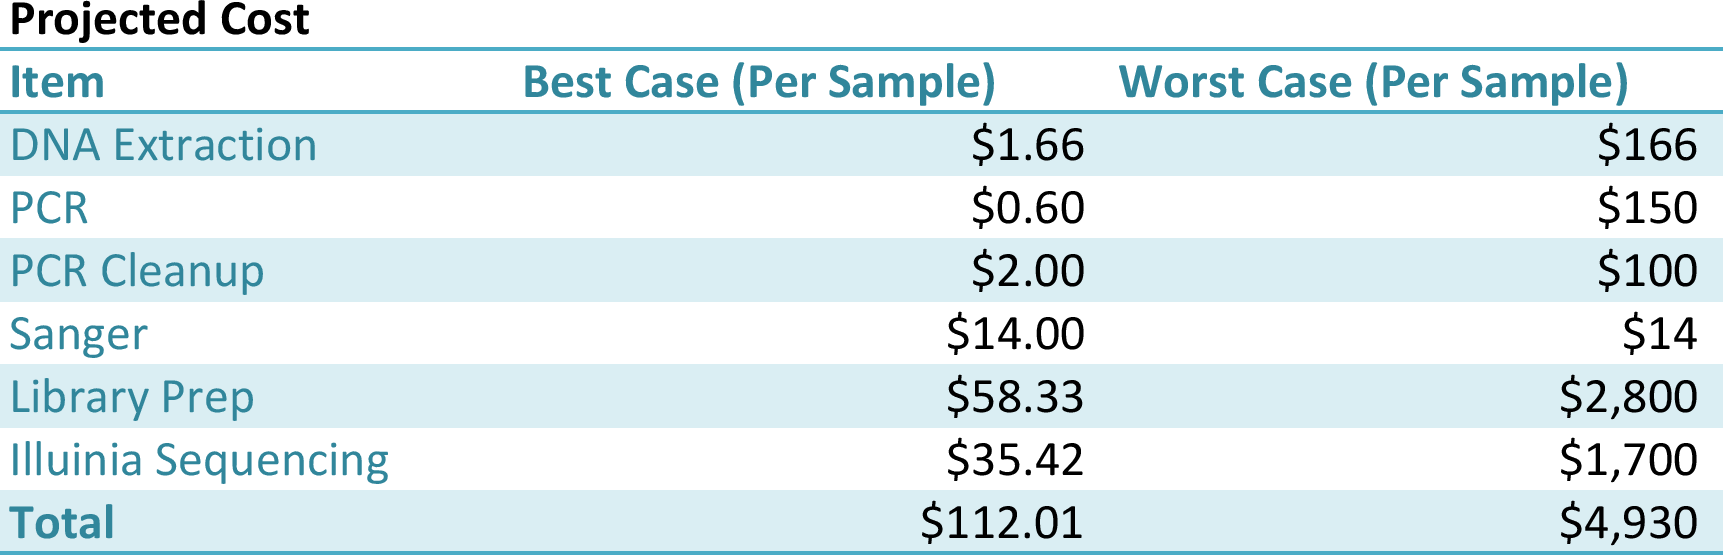 Projected Cost
Item Best Case (Per Sample) Worst Case (Per Sample)
DNA Extraction $1.66 $166
PCR $0.60 $150
PCR Cleanup $2.00 $100
Sanger $14.00 $14
Library Prep $58.33 $2,800
Illuinia Sequencing $35.42 $1,700
Total $112.01 $4,930